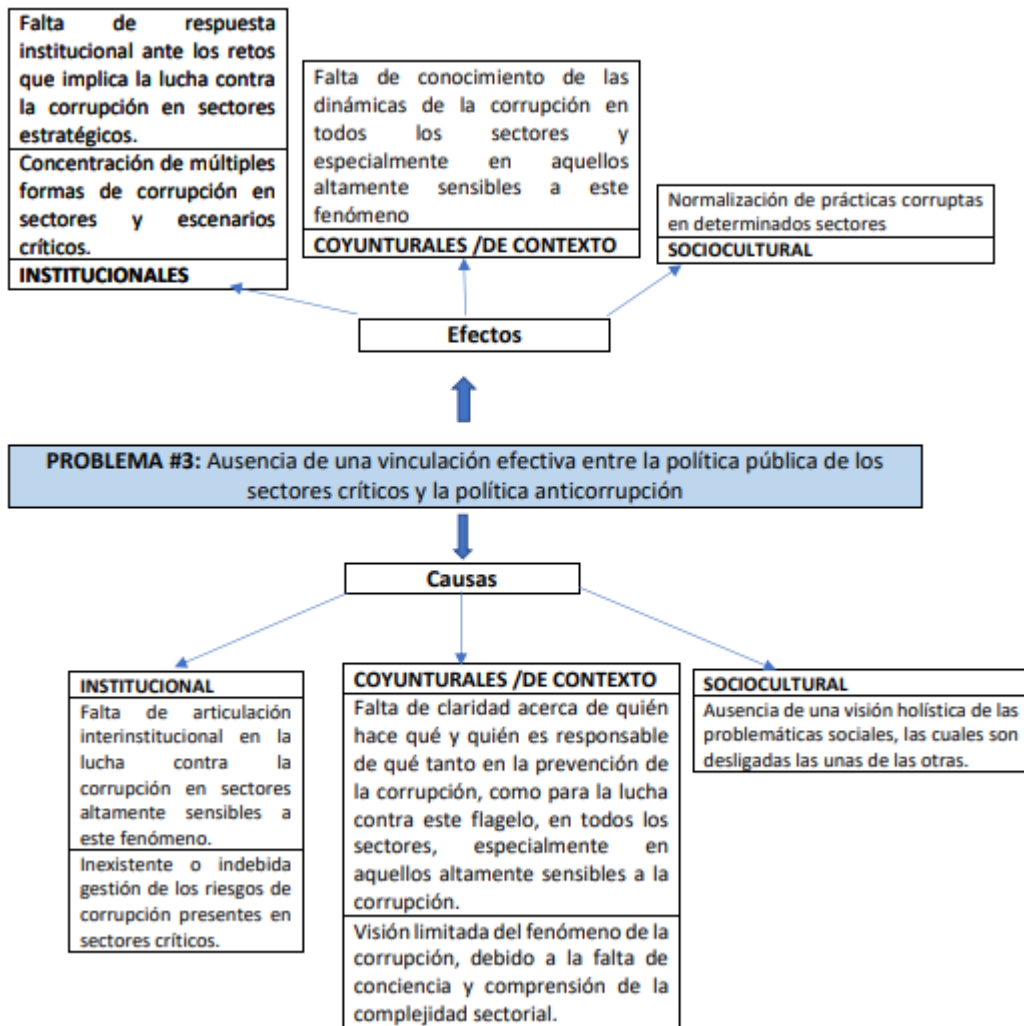 Falta de respuesta
institucional ante los retos
que implica la lucha contra
la corrupción en sectores
estratégicos.
Concentración de múltiples
formas de corrupción en
sectores y escenarios
críticos.
INSTITUCIONALES
Falta de conocimiento de las
dinámicas de la corrupción en
todos los sectores y
especialmente en aquellos
altamente sensibles a este
fenómeno
COYUNTURALES /DE CONTEXTO
Normalización de prácticas corruptas
en determinados sectores
SOCIOCULTURAL
Efectos
PROBLEMA #3: Ausencia de una vinculación efectiva entre la política pública de los
sectores críticos y la política anticorrupción
Causas
INSTITUCIONAL
Falta de articulación
interinstitucional en la
lucha contra la
corrupción en sectores
altamente sensibles a
este fenómeno.
Inexistente o indebida
gestión de los riesgos de
corrupción presentes en
sectores críticos.
COYUNTURALES /DE CONTEXTO
Falta de claridad acerca de quién
hace qué y quién es responsable
de qué tanto en la prevención de
la corrupción, como para la lucha
contra este flagelo, en todos los
sectores, especialmente en
aquellos altamente sensibles a la
corrupción.
Visión limitada del fenómeno de la
corrupción, debido a la falta de
conciencia y comprensión de la
complejidad sectorial.
SOCIOCULTURAL
Ausencia de una visión holística de las
problemáticas sociales, las cuales son
desligadas las unas de las otras.